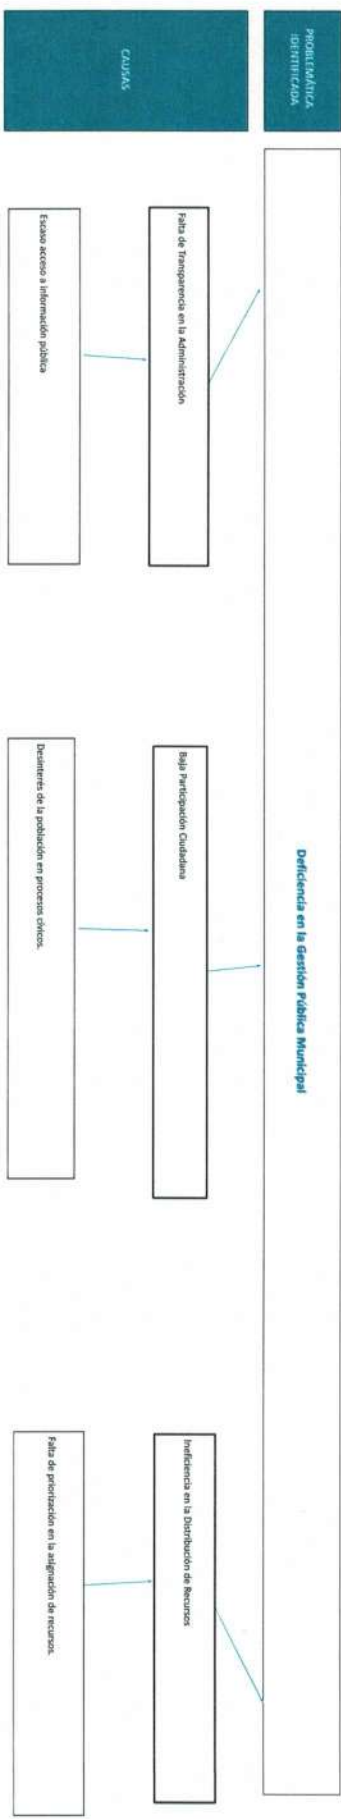 PROBLEMÁTICA
IDENTIFICADA
Deficiencia en la Gestión Pública Municipal
CAUSAS
Falta de Transparencia en la Administración
Baja Participación Ciudadana
Ineficiencia en la Distribución de Recursos
Escaso acceso a información pública
Desinterés de la población en procesos cívicos.
Falta de priorización en la asignación de recursos.